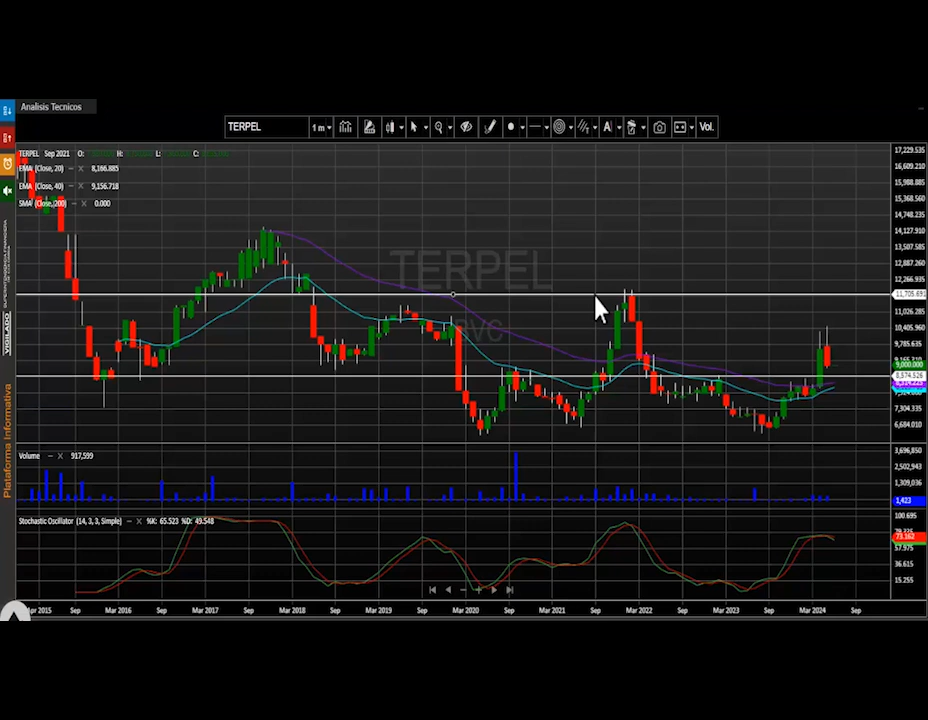 Analisis Tecnicos
TERPEL
1 m
Vol.
TERPEL Sep 2021 O: H: L: C:
EMA (Close, 20) 8,166.885
EMA (Close, 40) 9,156.718
SMA (Close, 200) 0.000
TERPEL
BVC
17,229.535
16,609.210
15,988.885
15,368.560
14,748.235
14,127.910
13,507.585
12,887.260
12,266.935
11,705.691
11,026.285
10,405.960
9,785.635
9,000.000
8,574.526
7,304.335
6,684.010
Volume 917,599
3,696,850
2,502,943
1,309,036
1,423
Stochastic Oscillator (14, 3, 3, Simple) %K: 65.523 %D: 49.548
100.695
73.162
57.975
36.615
15.255
2015 Sep Mar 2016 Sep Mar 2017 Sep Mar 2018 Sep Mar 2019 Sep Mar 2020 Sep Mar 2021 Sep Mar 2022 Sep Mar 2023 Sep Mar 2024 Sep
VIGILADO
Plataforma Informativa